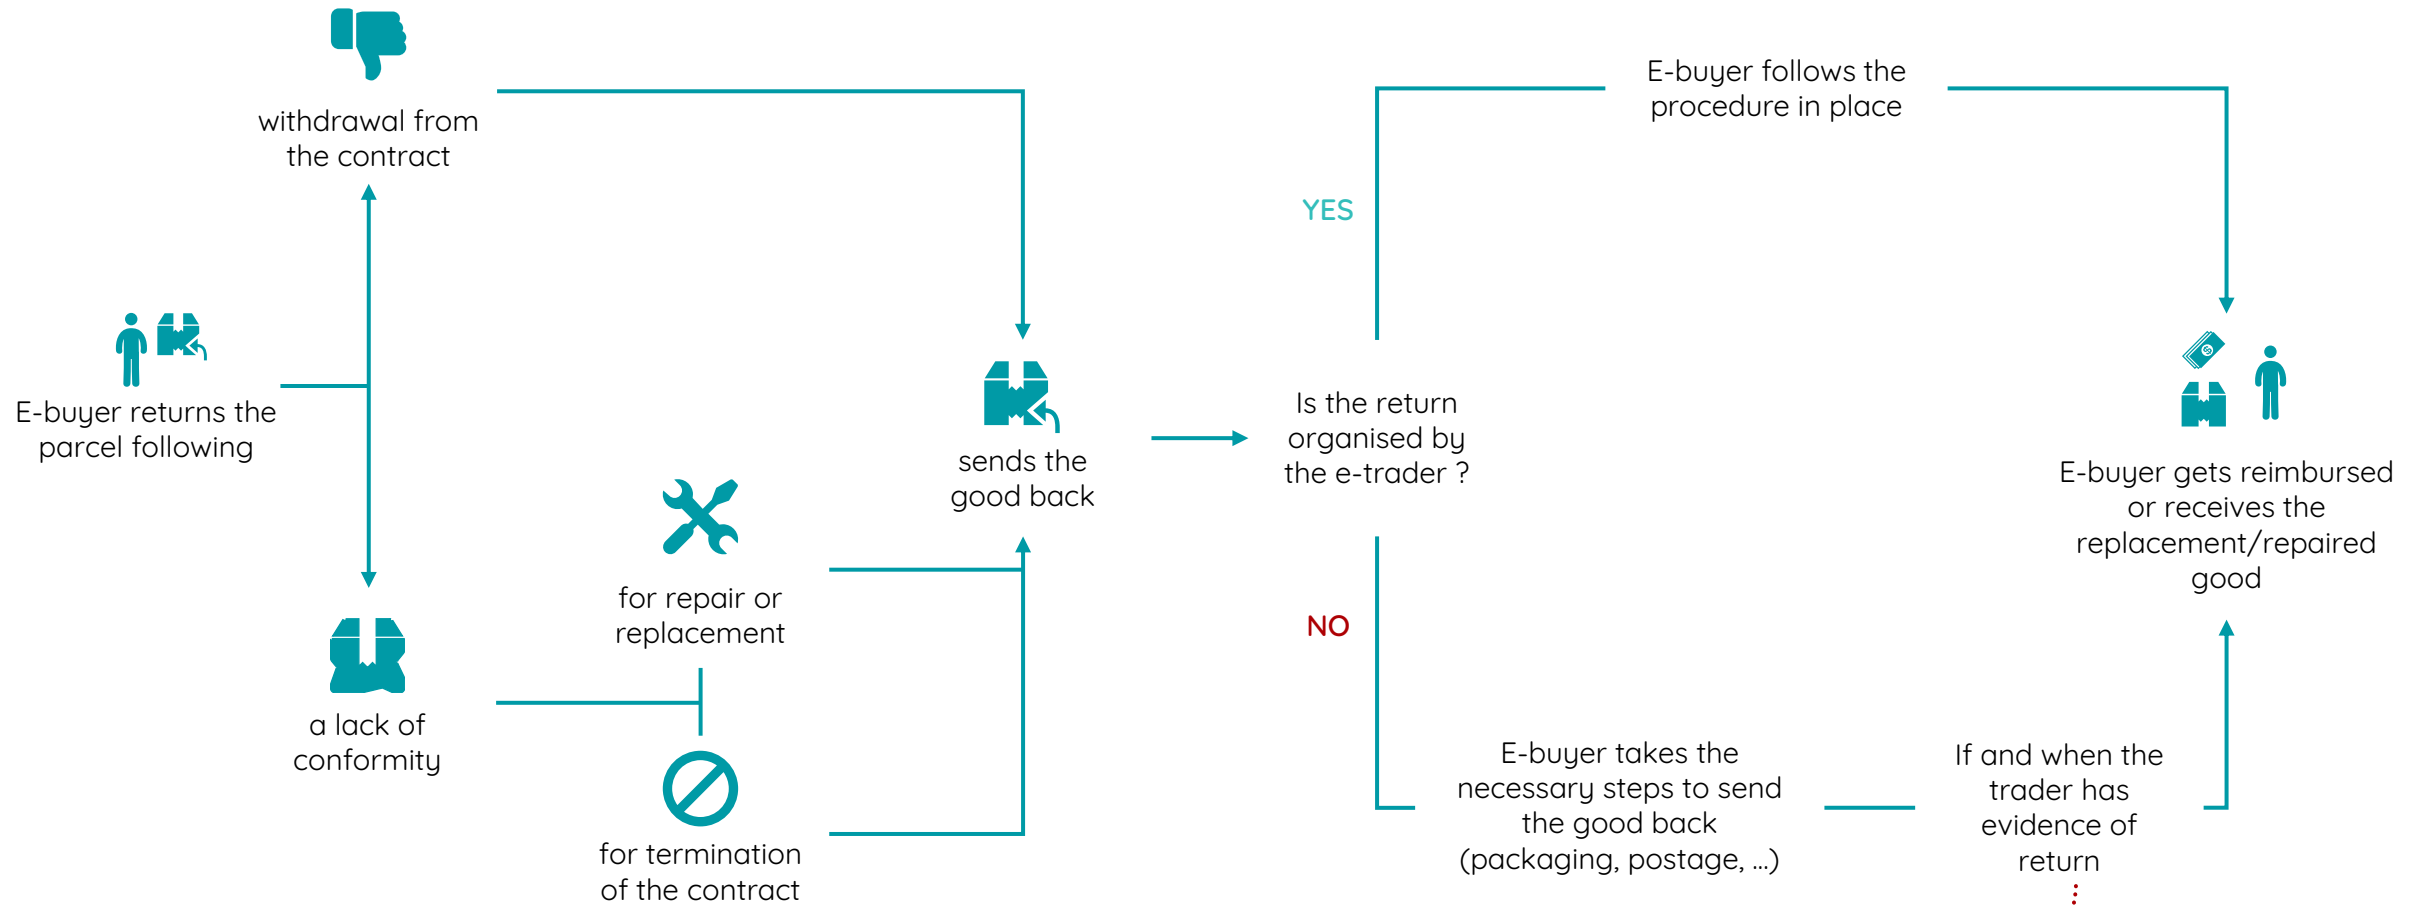 withdrawal from
the contract
E-buyer returns the
parcel following
a lack of
conformity
for repair or
replacement
for termination
of the contract
sends the
good back
Is the return
organised by
the e-trader ?
YES
E-buyer follows the
procedure in place
NO
E-buyer takes the
necessary steps to send
the good back
(packaging, postage, ...)
If and when the
trader has
evidence of
return
E-buyer gets reimbursed
or receives the
replacement/repaired
good